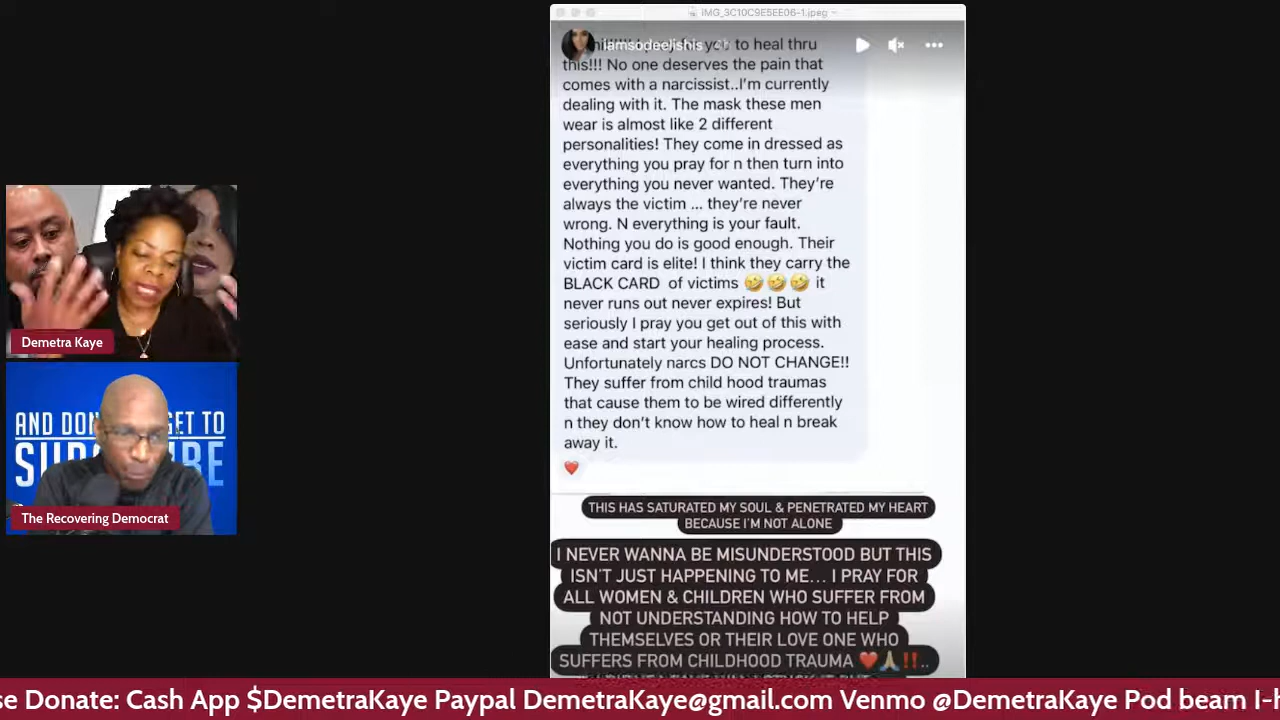 IMG_3C10C9E5EE06-1.jpeg
iamsodeelishis
to heal thru
this!!! No one deserves the pain that
comes with a narcissist..I'm currently
dealing with it. The mask these men
wear is almost like 2 different
personalities! They come in dressed as
everything you pray for n then turn into
everything you never wanted. They're
always the victim ... they're never
wrong. N everything is your fault.
Nothing you do is good enough. Their
victim card is elite! I think they carry the
BLACK CARD of victims 🤣🤣🤣 it
never runs out never expires! But
seriously I pray you get out of this with
ease and start your healing process.
Unfortunately narcs DO NOT CHANGE!!
They suffer from child hood traumas
that cause them to be wired differently
n they don't know how to heal n break
away it.
❤️
THIS HAS SATURATED MY SOUL & PENETRATED MY HEART
BECAUSE I'M NOT ALONE
I NEVER WANNA BE MISUNDERSTOOD BUT THIS
ISN'T JUST HAPPENING TO ME... I PRAY FOR
ALL WOMEN & CHILDREN WHO SUFFER FROM
NOT UNDERSTANDING HOW TO HELP
THEMSELVES OR THEIR LOVE ONE WHO
SUFFERS FROM CHILDHOOD TRAUMA ❤️🙏‼️..
Demetra Kaye
AND DON GET TO
SU RE
The Recovering Democrat
se Donate: Cash App $DemetraKaye Paypal DemetraKaye@gmail.com Venmo @DemetraKaye Pod beam I-h